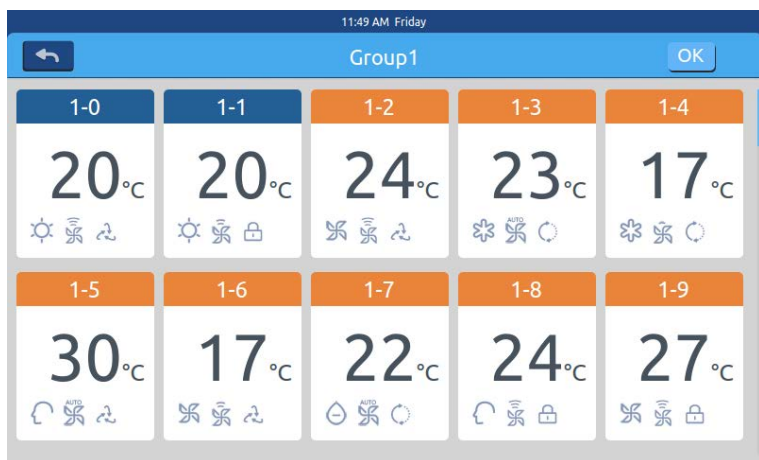 11:49 AM Friday
Group1 OK
1-0 1-1 1-2 1-3 1-4
20°C 20°C 24°C 23°C 17°C
AUTO
1-5 1-6 1-7 1-8 1-9
30°C 17°C 22°C 24°C 27°C
AUTO AUTO